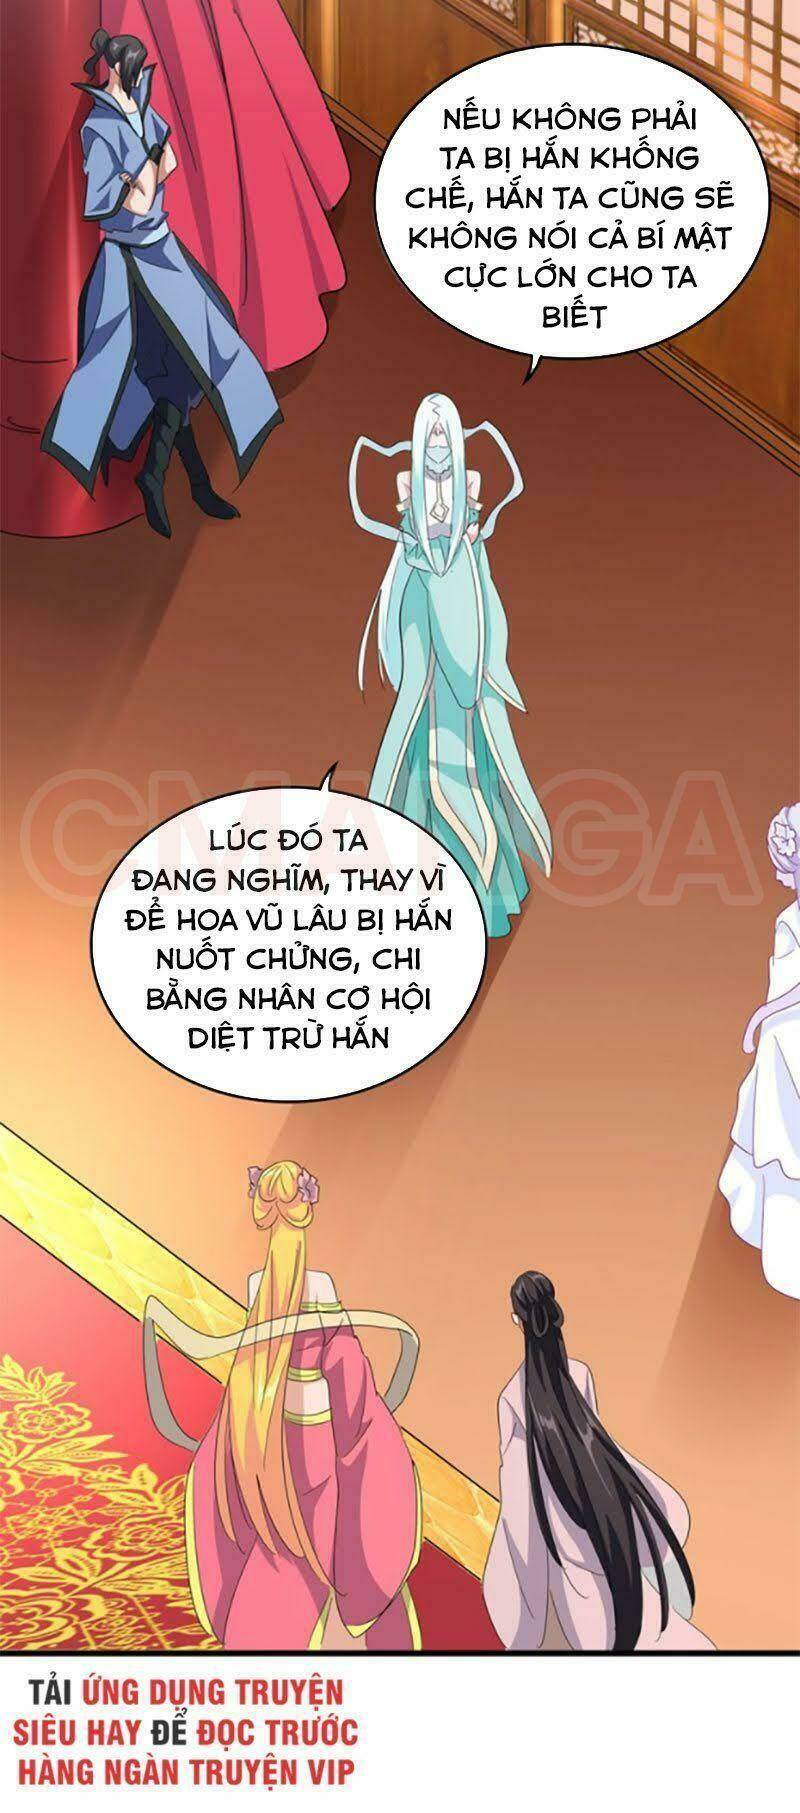 NẾU KHÔNG PHẢI
TA BỊ HẮN KHỐNG
CHẾ, HẮN TA CŨNG SẼ
KHÔNG NÓI CẢ BÍ MẬT
CỰC LỚN CHO TA
BIẾT
CMANGA
LÚC ĐÓ TA
ĐANG NGHĨM, THAY VÌ
ĐỂ HOA VŨ LÂU BỊ HẮN
NUỐT CHỬNG, CHI
BẰNG NHÂN CƠ HỘI
DIỆT TRỪ HẮN
TẢI ỨNG DỤNG TRUYỆN
SIÊU HAY ĐỂ ĐỌC TRƯỚC
HÀNG NGÀN TRUYỆN VIP